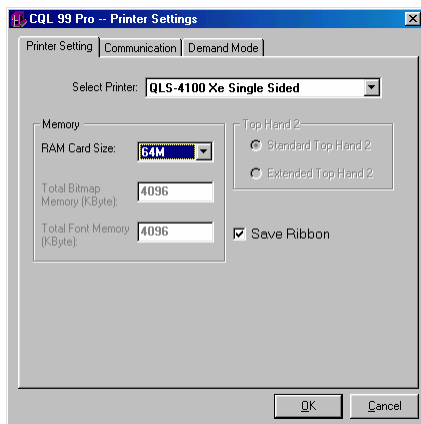 CQL 99 Pro -- Printer Settings
Printer Setting Communication Demand Mode
Select Printer: QLS-4100 Xe Single Sided
Memory
RAM Card Size: 64M
Total Bitmap
Memory (KByte): 4096
Total Font Memory
(KByte): 4096
Top Hand 2
Standard Top Hand 2
Extended Top Hand 2
Save Ribbon
OK Cancel